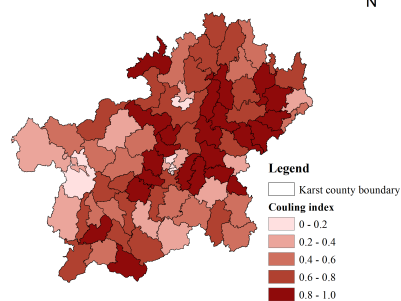 N
Legend
Karst county boundary
Couling index
0 - 0.2
0.2 - 0.4
0.4 - 0.6
0.6 - 0.8
0.8 - 1.0